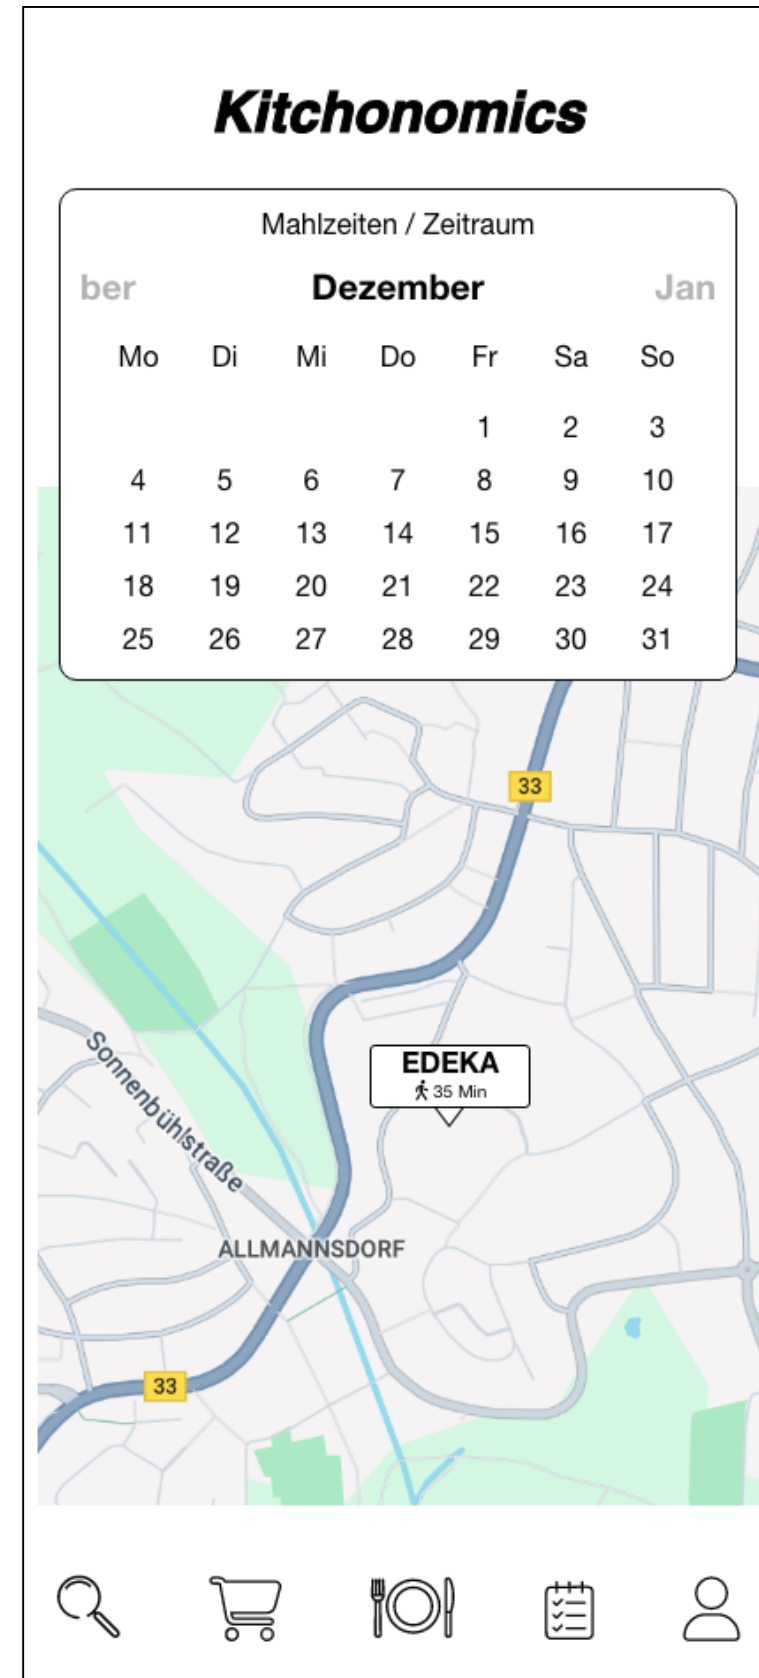 Kitchonomics
Mahlzeiten / Zeitraum
ber Dezember Jan
Mo Di Mi Do Fr Sa So
1 2 3
4 5 6 7 8 9 10
11 12 13 14 15 16 17
18 19 20 21 22 23 24
25 26 27 28 29 30 31
33
EDEKA
35 Min
Sonnenbühlstraße
ALLMANNSDORF
33